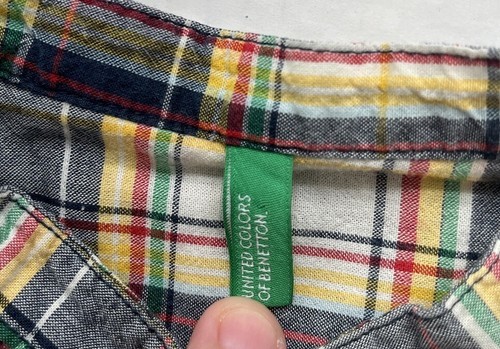 UNITED COLORS
OF BENETTON.